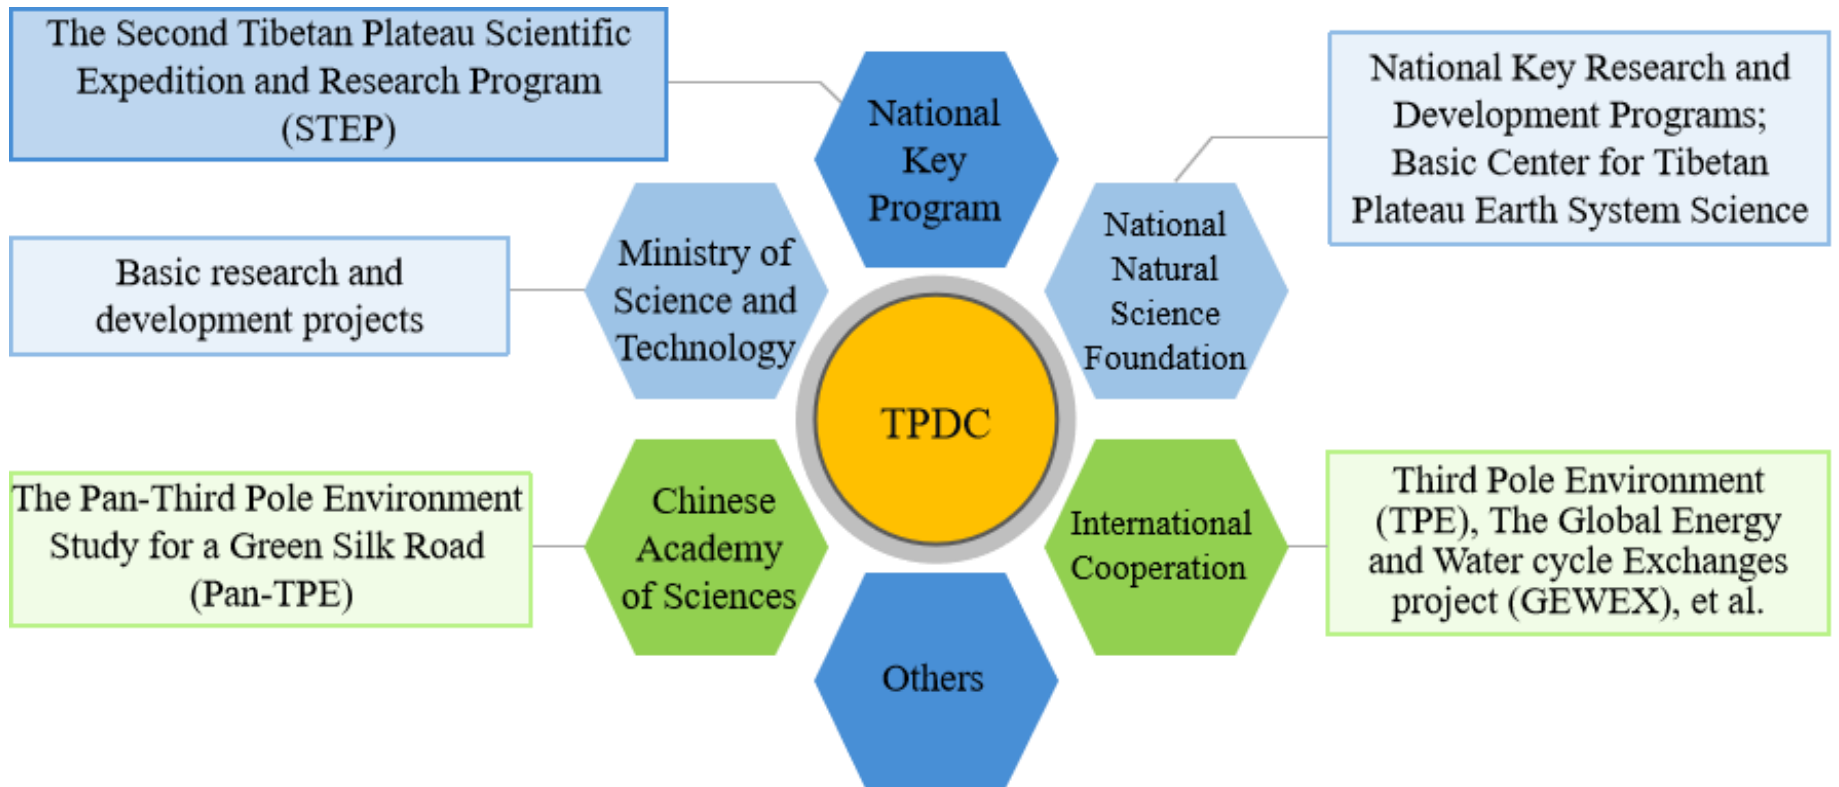 The Second Tibetan Plateau Scientific
Expedition and Research Program
(STEP)
National
Key
Program
National Key Research and
Development Programs;
Basic Center for Tibetan
Plateau Earth System Science
Basic research and
development projects
Ministry of
Science and
Technology
National
Natural
Science
Foundation
TPDC
The Pan-Third Pole Environment
Study for a Green Silk Road
(Pan-TPE)
Chinese
Academy
of Sciences
International
Cooperation
Third Pole Environment
(TPE), The Global Energy
and Water cycle Exchanges
project (GEWEX), et al.
Others